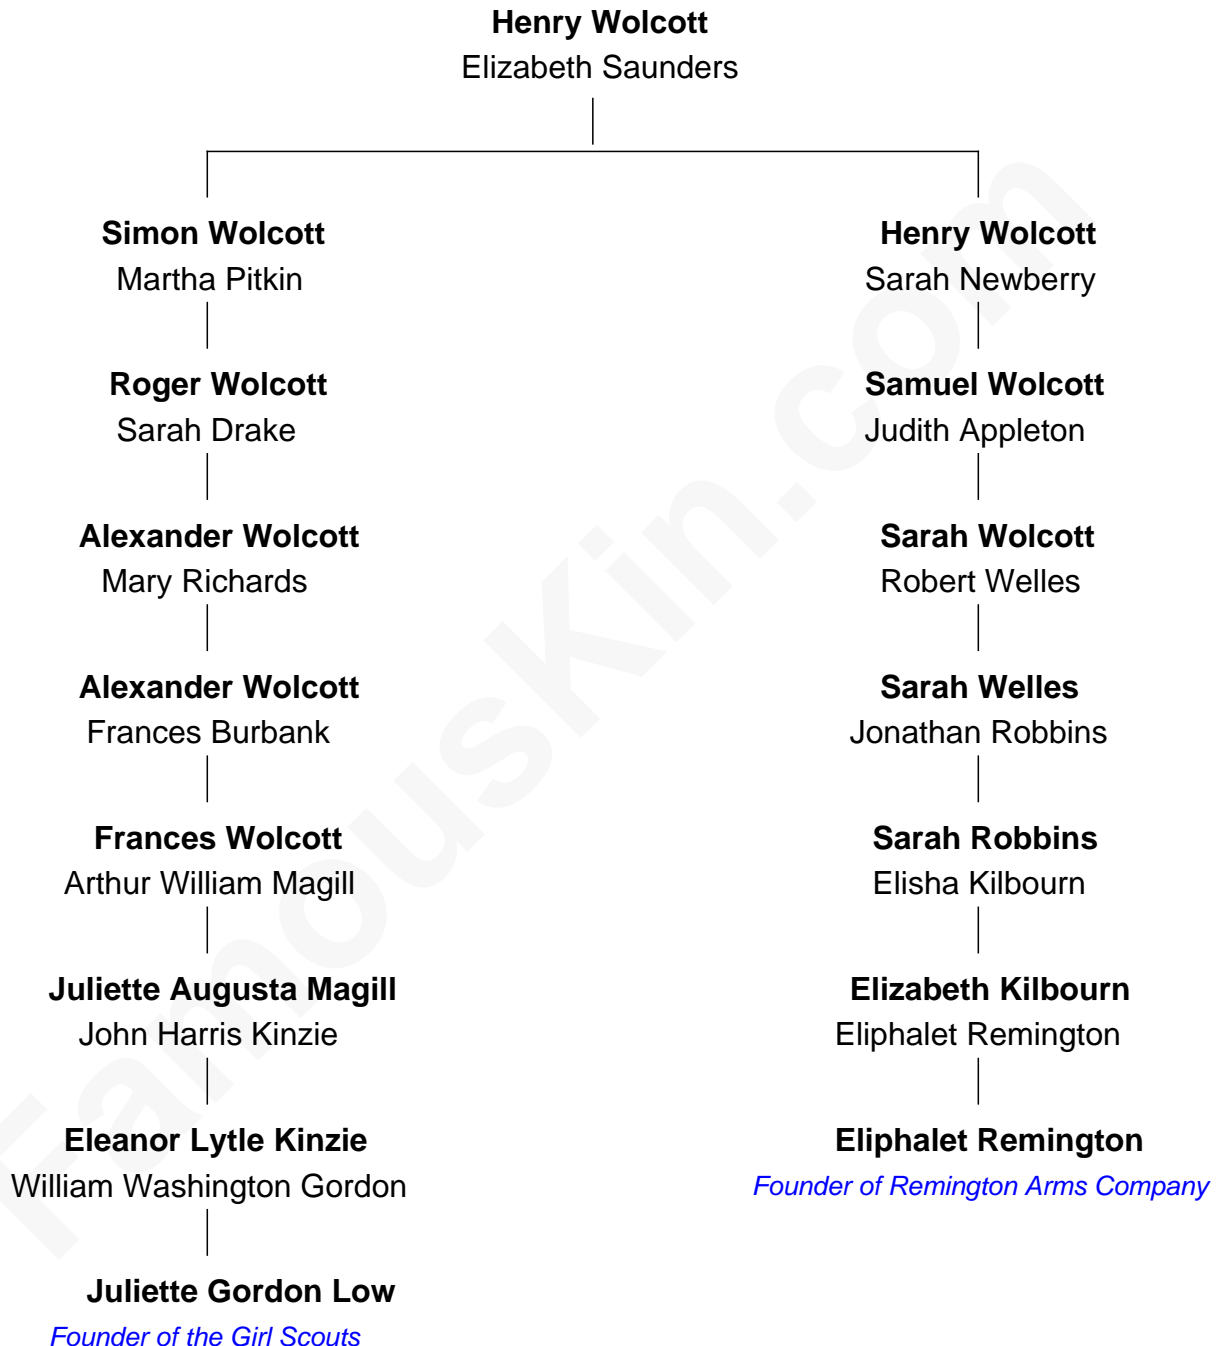 Henry Wolcott
Elizabeth Saunders
Simon Wolcott
Martha Pitkin
Henry Wolcott
Sarah Newberry
Roger Wolcott
Sarah Drake
Samuel Wolcott
Judith Appleton
Alexander Wolcott
Mary Richards
Sarah Wolcott
Robert Welles
Alexander Wolcott
Frances Burbank
Sarah Welles
Jonathan Robbins
Frances Wolcott
Arthur William Magill
Sarah Robbins
Elisha Kilbourn
Juliette Augusta Magill
John Harris Kinzie
Elizabeth Kilbourn
Eliphalet Remington
Eleanor Lytle Kinzie
William Washington Gordon
Eliphalet Remington
Founder of Remington Arms Company
Juliette Gordon Low
Founder of the Girl Scouts
FamousKin.com